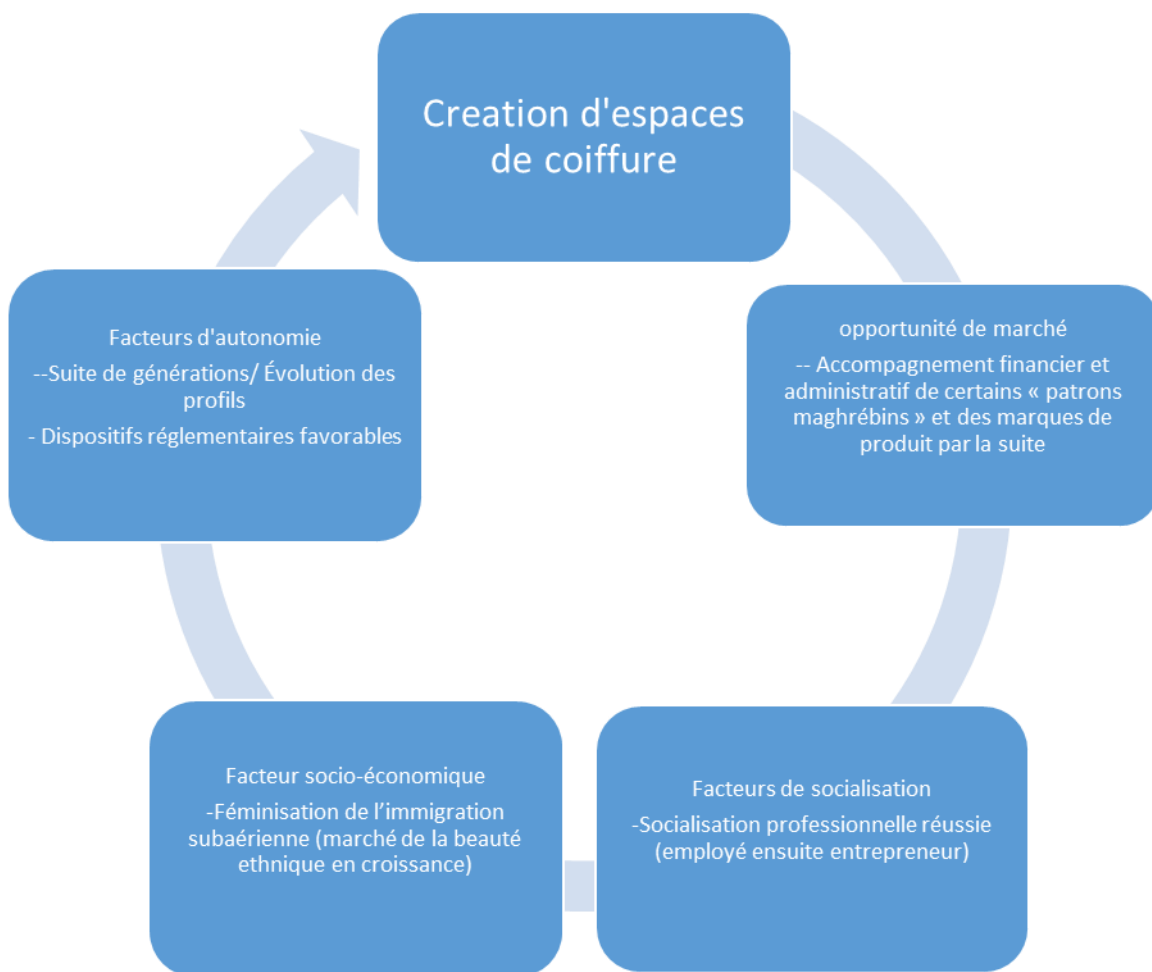 Creation d'espaces
de coiffure
opportunité de marché
-- Accompagnement financier et
administratif de certains « patrons
maghrébins » et des marques de
produit par la suite
Facteurs de socialisation
-Socialisation professionnelle réussie
(employé ensuite entrepreneur)
Facteur socio-économique
-Féminisation de l’immigration
subaérienne (marché de la beauté
ethnique en croissance)
Facteurs d'autonomie
--Suite de générations/ Évolution des
profils
- Dispositifs réglementaires favorables